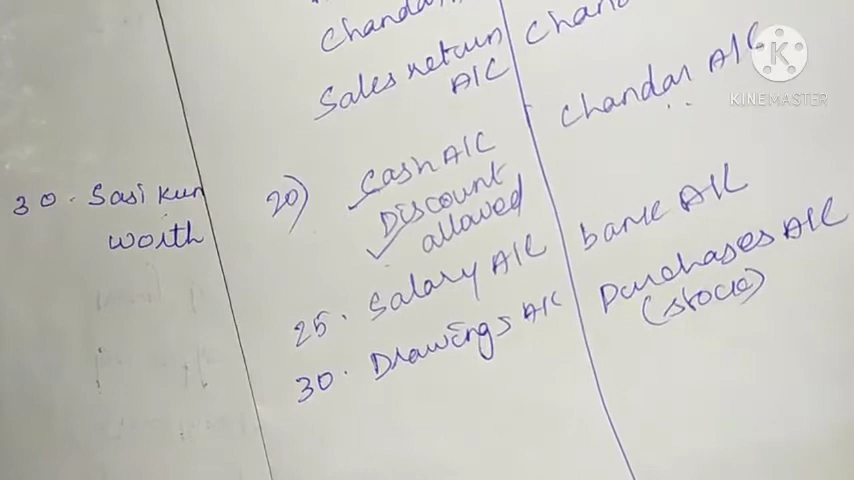 Chanda
Sales return Chand
A/C
20) Cash A/C Chandar A/C
Discount
allowed
25. Salary A/C bank A/C
30. Drawings A/C Purchases A/C
(stock)
30. Sasi Kum
worth
KINEMASTER